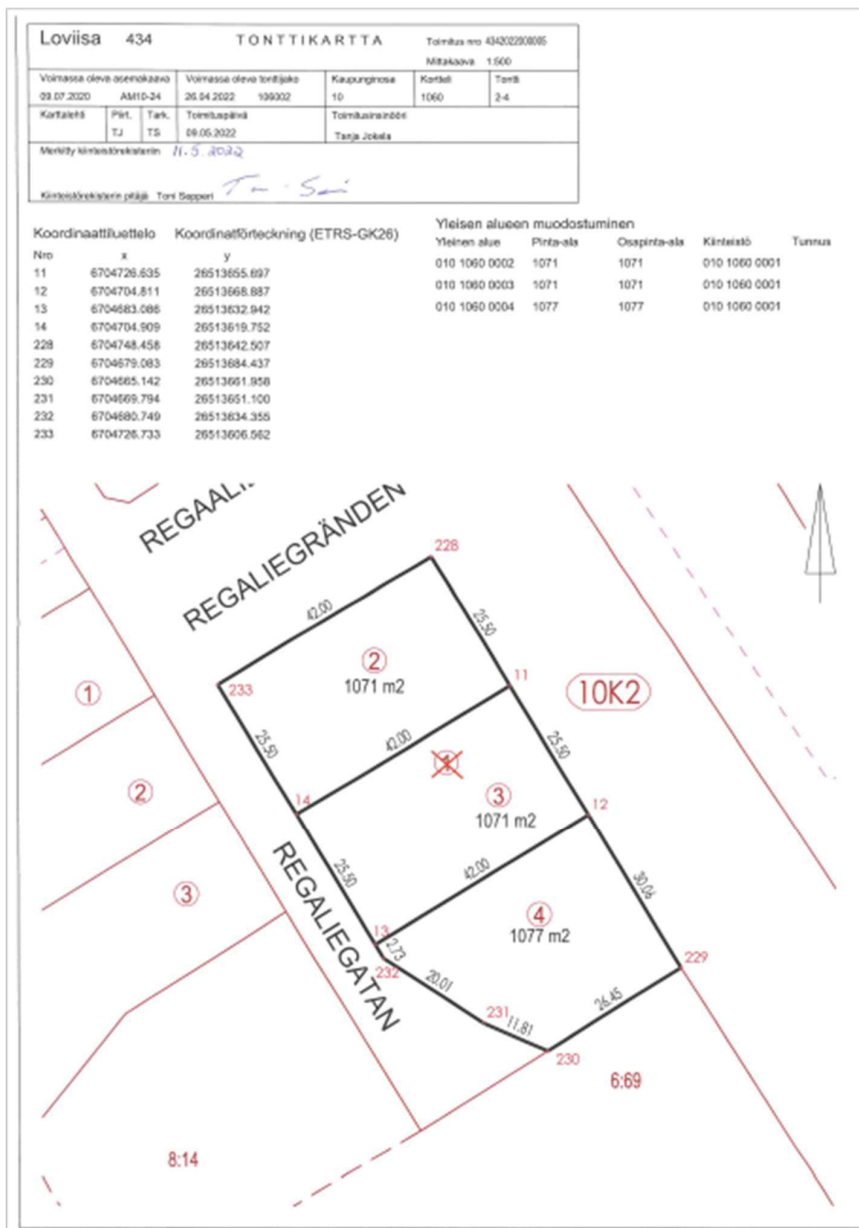 Loviisa 434 TONTTIKARTTA Toimitus nro 4342022000005
Mittakaava 1:500
Voimassa oleva asemakaava Voimassa oleva tonttijako Kaupunginosa Kortteli Tontti
09.07.2020 AM10-24 26.04.2022 106002 10 1060 2-4
Karttalehti Piirt. Tark. Toimituspäivä Toimitusinsinööri
TJ TS 09.05.2022 Tanja Jokela
Merkitty kiinteistörekisteriin 11.5.2022
Kiinteistörekisterin pitäjä Toni Sepperi
Koordinaattiluettelo Koordinatförteckning (ETRS-GK26)
Nro x y
11 6704726.635 26513655.697
12 6704704.811 26513668.887
13 6704683.086 26513632.942
14 6704704.909 26513619.752
228 6704748.458 26513642.507
229 6704679.083 26513684.437
230 6704665.142 26513661.958
231 6704669.794 26513651.100
232 6704680.749 26513634.355
233 6704726.733 26513606.562
Yleisen alueen muodostuminen
Yleinen alue Pinta-ala Osapinta-ala Kiinteistö Tunnus
010 1060 0002 1071 1071 010 1060 0001
010 1060 0003 1071 1071 010 1060 0001
010 1060 0004 1077 1077 010 1060 0001
REGALIEGRÄNDEN
228
42.00
25.50
2
1071 m2
233
11
1
10K2
25.50
42.00
25.50
1
2
3
1071 m2
14
12
3
REGALIEGATAN
25.50
42.00
30.06
4
1077 m2
13
2.73
232
20.01
229
231
11.81
26.45
230
6:69
8:14